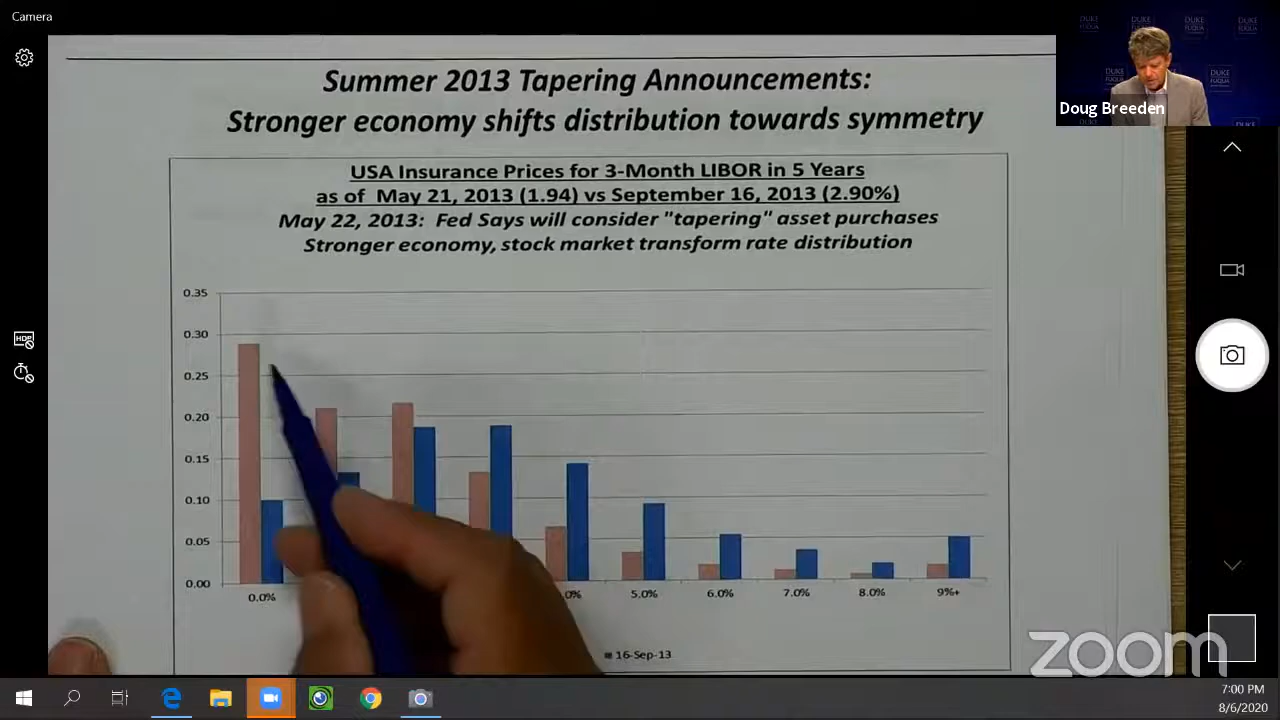 Camera
Summer 2013 Tapering Announcements:
Stronger economy shifts distribution towards symmetry
USA Insurance Prices for 3-Month LIBOR in 5 Years
as of May 21, 2013 (1.94) vs September 16, 2013 (2.90%)
May 22, 2013: Fed Says will consider "tapering" asset purchases
Stronger economy, stock market transform rate distribution
0.35
0.30
0.25
0.20
0.15
0.10
0.05
0.00
0.0%
5.0%
6.0%
7.0%
8.0%
9%+
16-Sep-13
DUKE
FUQUA
Doug Breeden
HDR
zoom
7:00 PM
8/6/2020